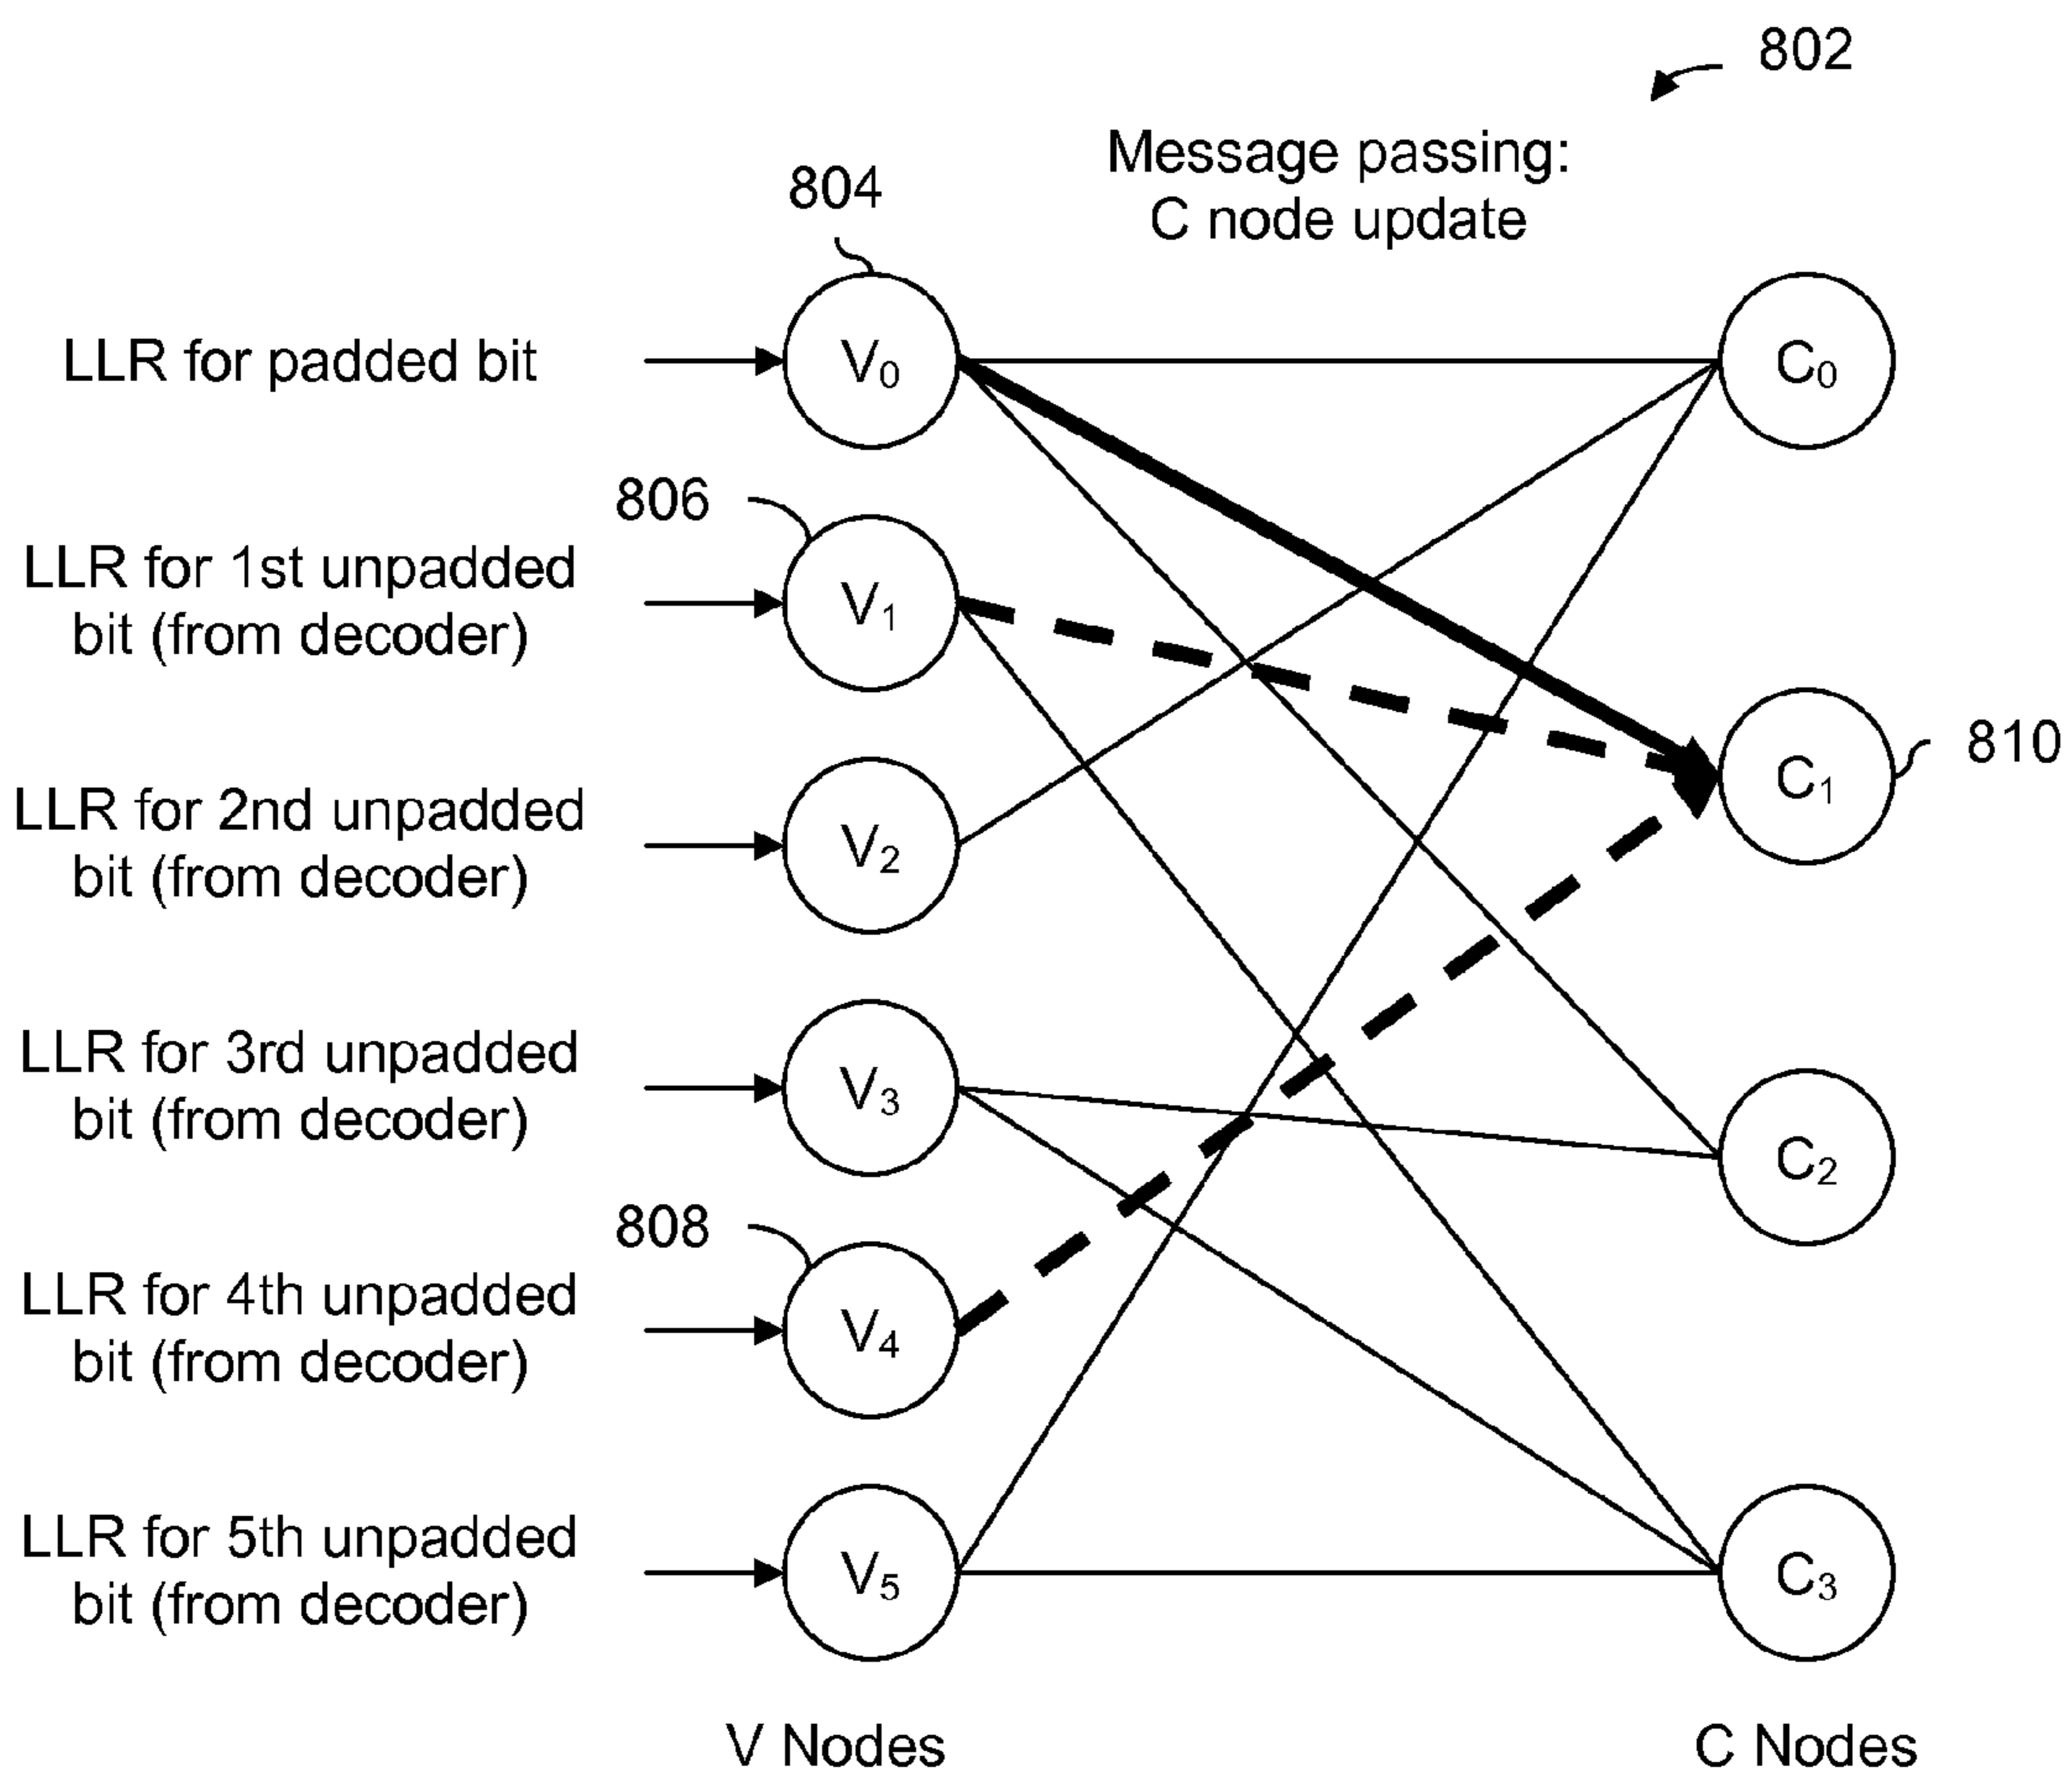 802
Message passing:
C node update
804
LLR for padded bit
V0
C0
806
LLR for 1st unpadded
bit (from decoder)
V1
810
C1
LLR for 2nd unpadded
bit (from decoder)
V2
LLR for 3rd unpadded
bit (from decoder)
V3
C2
808
LLR for 4th unpadded
bit (from decoder)
V4
LLR for 5th unpadded
bit (from decoder)
V5
C3
V Nodes
C Nodes